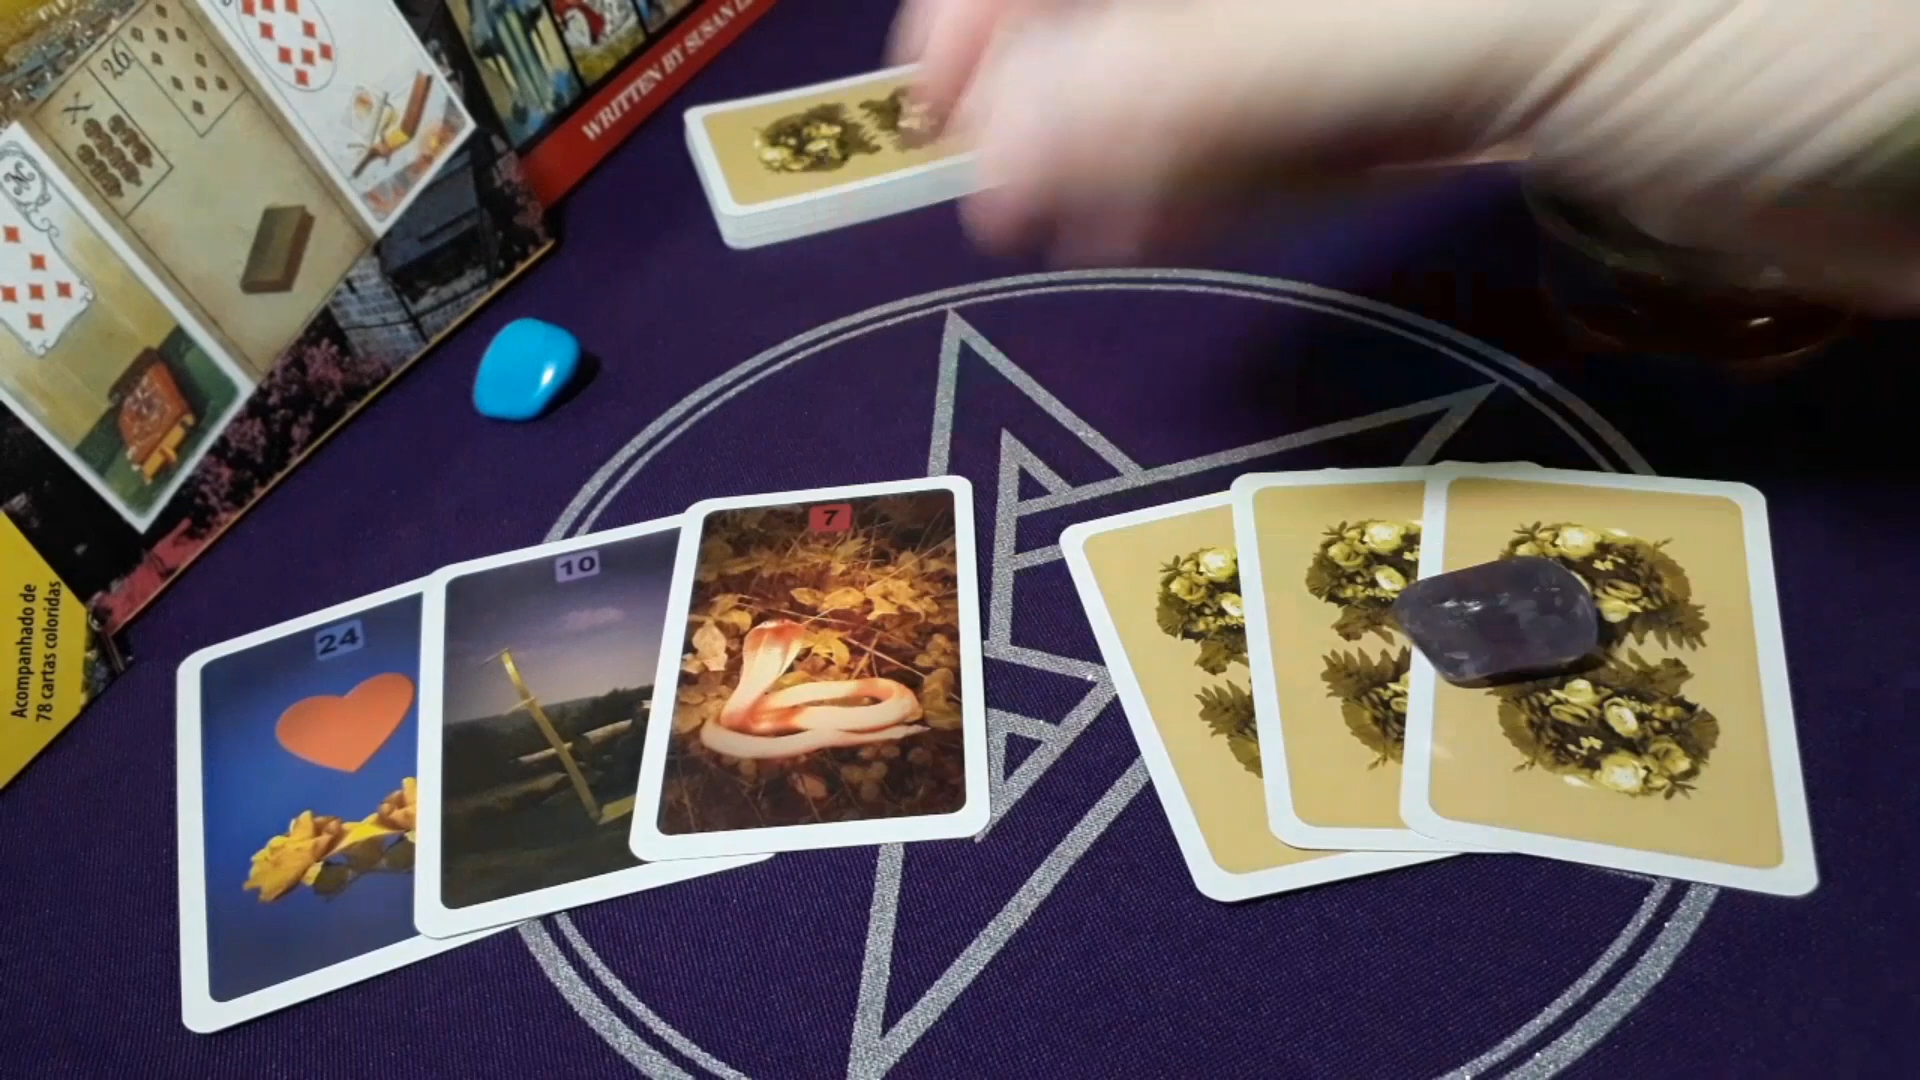 26
X
WRITTEN BY SUSAN
Acompanhado de
78 cartas coloridas
24
10
7